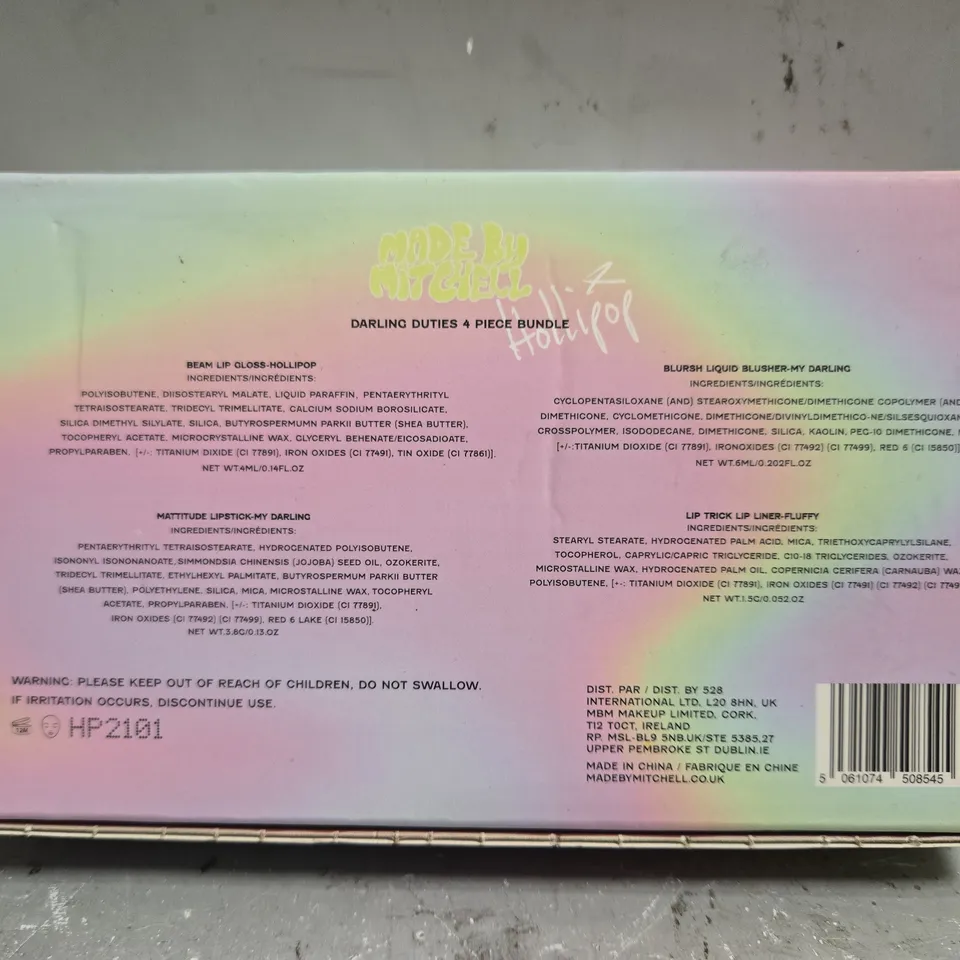 MADE BY
MITCHELL
x
Hollipop
DARLING DUTIES 4 PIECE BUNDLE
BEAM LIP GLOSS-HOLLIPOP
INGREDIENTS/INGRÉDIENTS:
POLYISOBUTENE, DIISOSTEARYL MALATE, LIQUID PARAFFIN, PENTAERYTHRITYL
TETRAISOSTEARATE, TRIDECYL TRIMELLITATE, CALCIUM SODIUM BOROSILICATE,
SILICA DIMETHYL SILYLATE, SILICA, BUTYROSPERMUMN PARKII BUTTER (SHEA BUTTER),
TOCOPHERYL ACETATE, MICROCRYSTALLINE WAX, GLYCERYL BEHENATE/EICOSADIOATE,
PROPYLPARABEN. [+/-: TITANIUM DIOXIDE (CI 77891), IRON OXIDES (CI 77491), TIN OXIDE (CI 77861)].
NET WT.4ML/0.14FL.OZ
BLURSH LIQUID BLUSHER-MY DARLING
INGREDIENTS/INGRÉDIENTS:
CYCLOPENTASILOXANE (AND) STEAROXYMETHICONE/DIMETHICONE COPOLYMER (AND
DIMETHICONE, CYCLOMETHICONE, DIMETHICONE/DIVINYLDIMETHICO-NE/SILSESQUIOXAN
CROSSPOLYMER, ISODODECANE, DIMETHICONE, SILICA, KAOLIN, PEG-10 DIMETHICONE,
[+/-:TITANIUM DIOXIDE (CI 77891), IRONOXIDES (CI 77492) (CI 77499), RED 6 (CI 15850)]
NET WT.6ML/0.202FL.OZ
MATTITUDE LIPSTICK-MY DARLING
INGREDIENTS/INGRÉDIENTS:
PENTAERYTHRITYL TETRAISOSTEARATE, HYDROGENATED POLYISOBUTENE,
ISONONYL ISONONANOATE,SIMMONDSIA CHINENSIS (JOJOBA) SEED OIL, OZOKERITE,
TRIDECYL TRIMELLITATE, ETHYLHEXYL PALMITATE, BUTYROSPERMUM PARKII BUTTER
(SHEA BUTTER), POLYETHYLENE, SILICA, MICA, MICROSTALLINE WAX, TOCOPHERYL
ACETATE, PROPYLPARABEN, [+/-: TITANIUM DIOXIDE (CI 77891),
IRON OXIDES (CI 77492) (CI 77499), RED 6 LAKE (CI 15850)].
NET WT.3.8G/0.13.OZ
LIP TRICK LIP LINER-FLUFFY
INGREDIENTS/INGRÉDIENTS:
STEARYL STEARATE, HYDROGENATED PALM ACID, MICA, TRIETHOXYCAPRYLYLSILANE,
TOCOPHEROL, CAPRYLIC/CAPRIC TRIGLYCERIDE, C10-18 TRIGLYCERIDES, OZOKERITE,
MICROSTALLINE WAX, HYDROGENATED PALM OIL, COPERNICIA CERIFERA (CARNAUBA) WA
POLYISOBUTENE, [+/-: TITANIUM DIOXIDE (CI 77891), IRON OXIDES (CI 77491) (CI 77492) (CI 7749
NET WT.1.5G/0.052.OZ
WARNING: PLEASE KEEP OUT OF REACH OF CHILDREN, DO NOT SWALLOW.
IF IRRITATION OCCURS, DISCONTINUE USE.
HP2101
DIST. PAR / DIST. BY 528
INTERNATIONAL LTD, L20 8HN, UK
MBM MAKEUP LIMITED, CORK,
T12 T0CT, IRELAND
RP. MSL-BL9 5NB.UK/STE 5385,27
UPPER PEMBROKE ST DUBLIN.IE
MADE IN CHINA / FABRIQUE EN CHINE
MADEBYMITCHELL.CO.UK
5 061074 508545